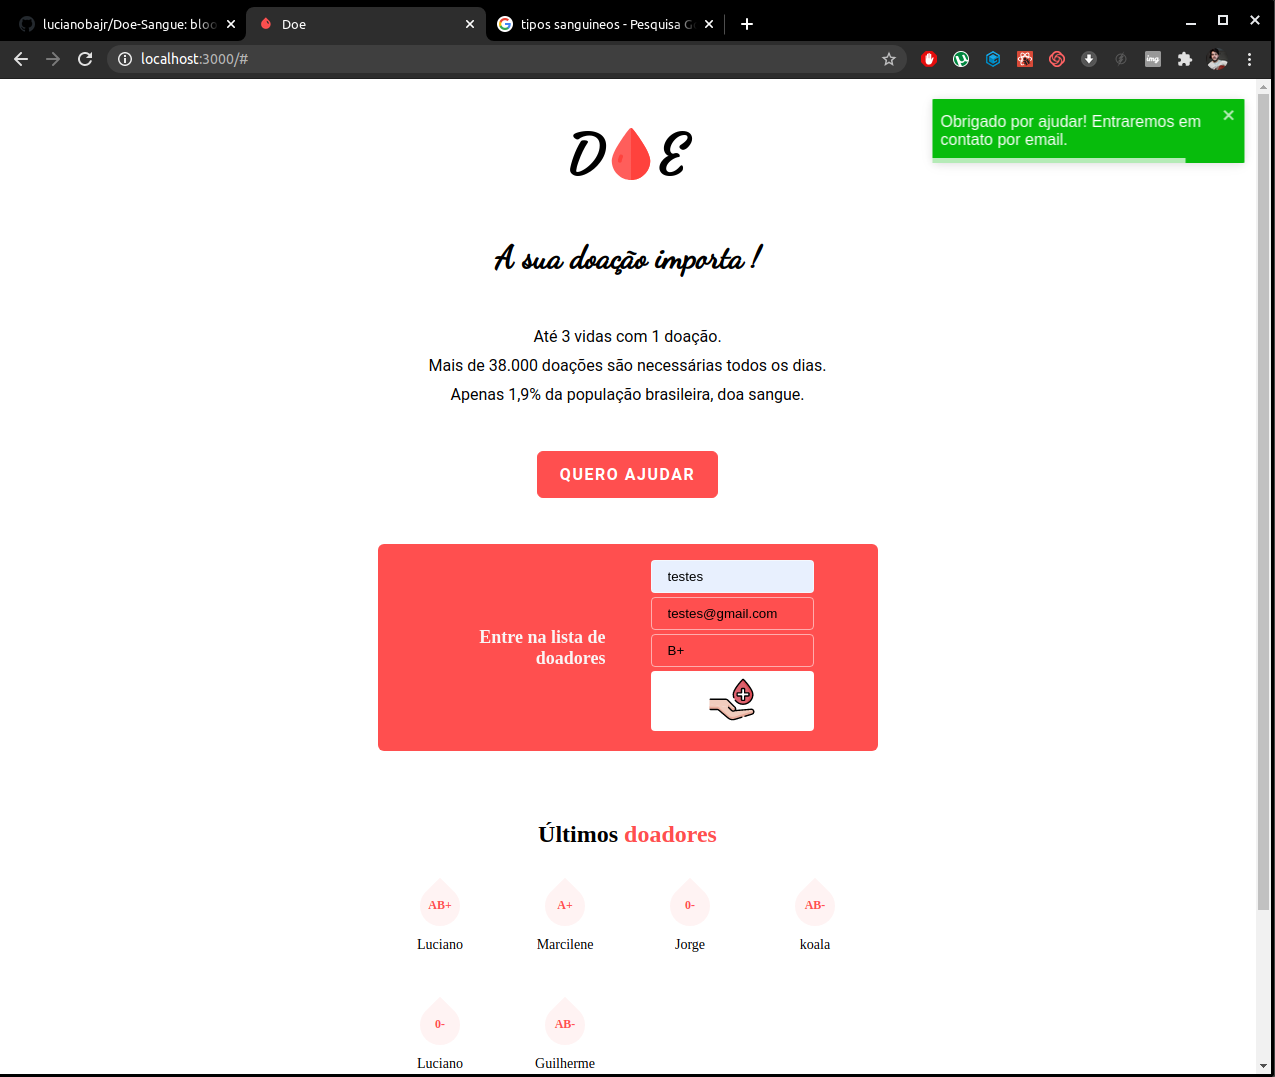 lucianobajr/Doe-Sangue: bloo
Doe
tipos sanguineos - Pesquisa G
localhost:3000/#
Obrigado por ajudar! Entraremos em
contato por email.
D E
A sua doação importa !
Até 3 vidas com 1 doação.
Mais de 38.000 doações são necessárias todos os dias.
Apenas 1,9% da população brasileira, doa sangue.
QUERO AJUDAR
testes
testes@gmail.com
Entre na lista de
doadores
B+
Últimos doadores
AB+ A+ 0- AB-
Luciano Marcilene Jorge koala
0- AB-
Luciano Guilherme